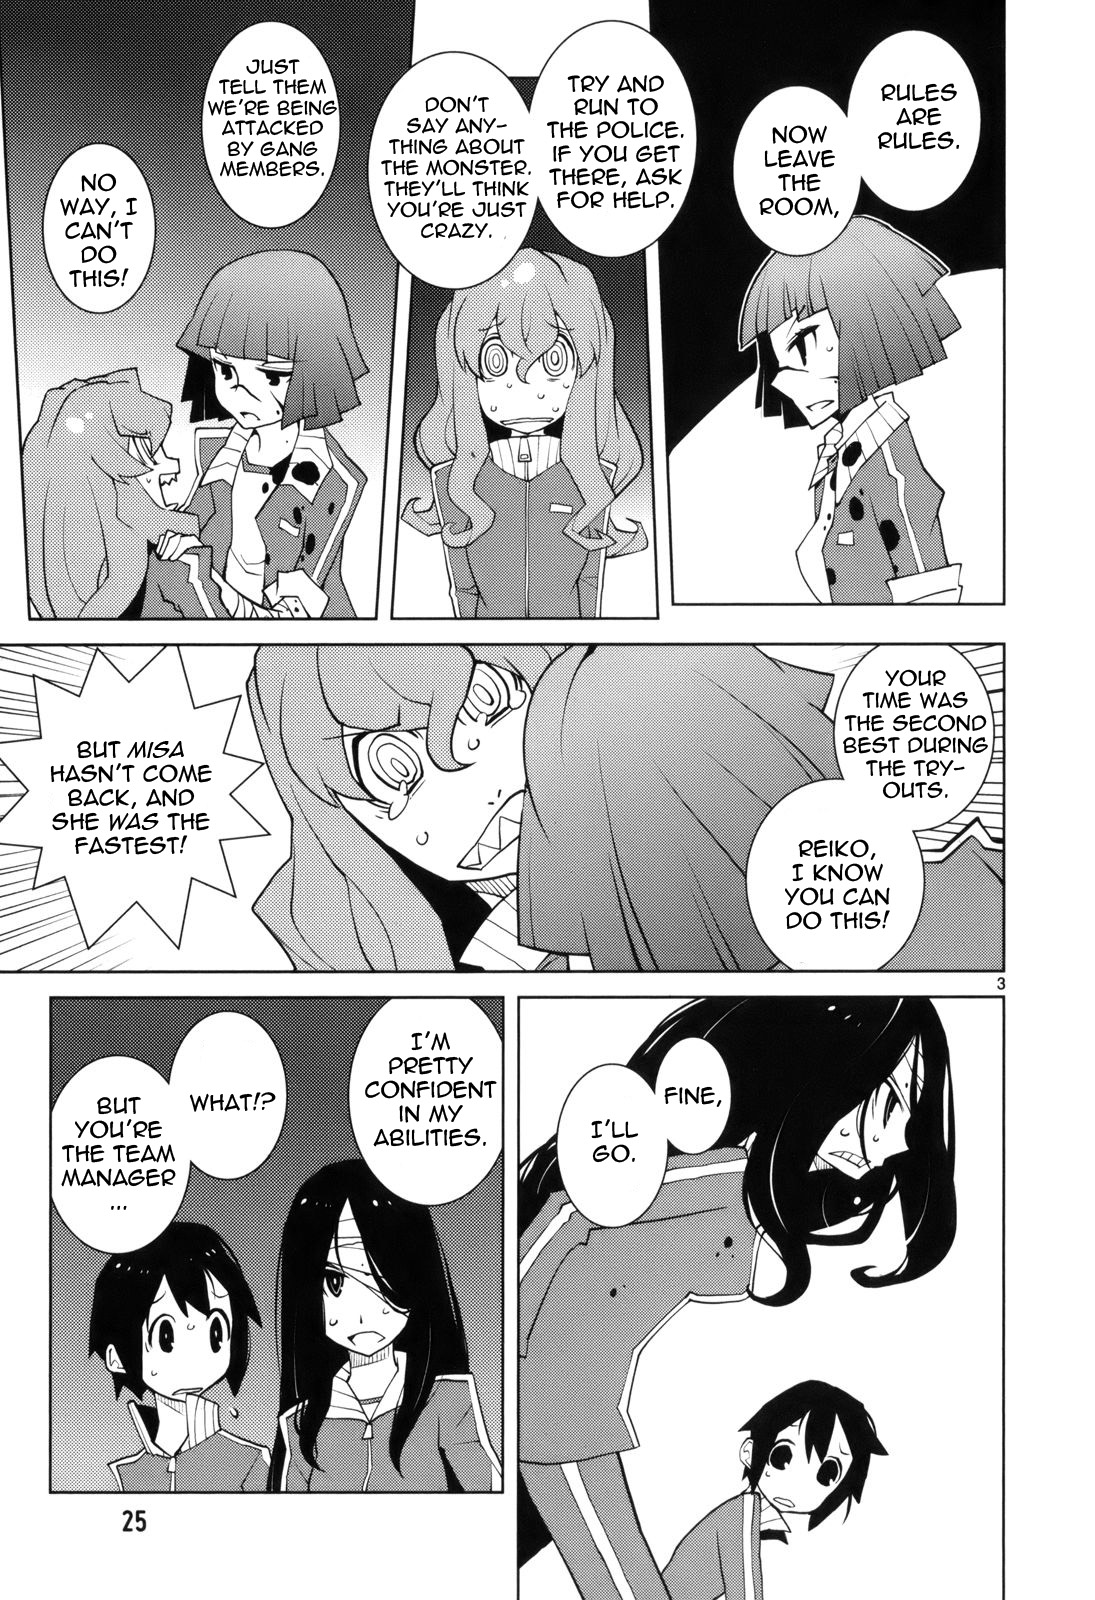 RULES
ARE
RULES.
NOW
LEAVE
THE
ROOM,
TRY AND
RUN TO
THE POLICE.
IF YOU GET
THERE, ASK
FOR HELP.
DON'T
SAY ANY-
THING ABOUT
THE MONSTER.
THEY'LL THINK
YOU'RE JUST
CRAZY.
JUST
TELL THEM
WE'RE BEING
ATTACKED
BY GANG
MEMBERS.
NO
WAY, I
CAN'T
DO
THIS!
YOUR
TIME WAS
THE SECOND
BEST DURING
THE TRY-
OUTS.
REIKO,
I KNOW
YOU CAN
DO THIS!
BUT MISA
HASN'T COME
BACK, AND
SHE WAS THE
FASTEST!
3
FINE,
I'LL
GO.
I'M
PRETTY
CONFIDENT
IN MY
ABILITIES.
WHAT!?
BUT
YOU'RE
THE TEAM
MANAGER
...
25